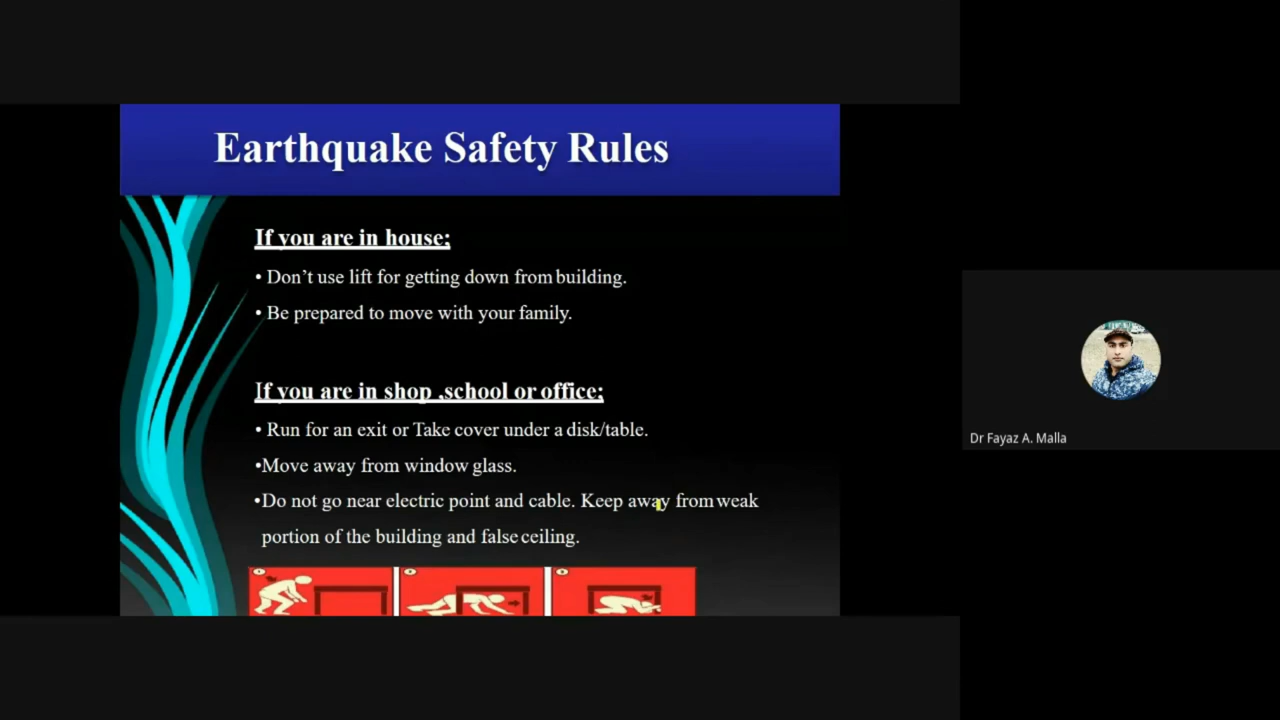 Earthquake Safety Rules
If you are in house;
• Don’t use lift for getting down from building.
• Be prepared to move with your family.
If you are in shop ,school or office;
• Run for an exit or Take cover under a disk/table.
•Move away from window glass.
•Do not go near electric point and cable. Keep away from weak
portion of the building and false ceiling.
Dr Fayaz A. Malla